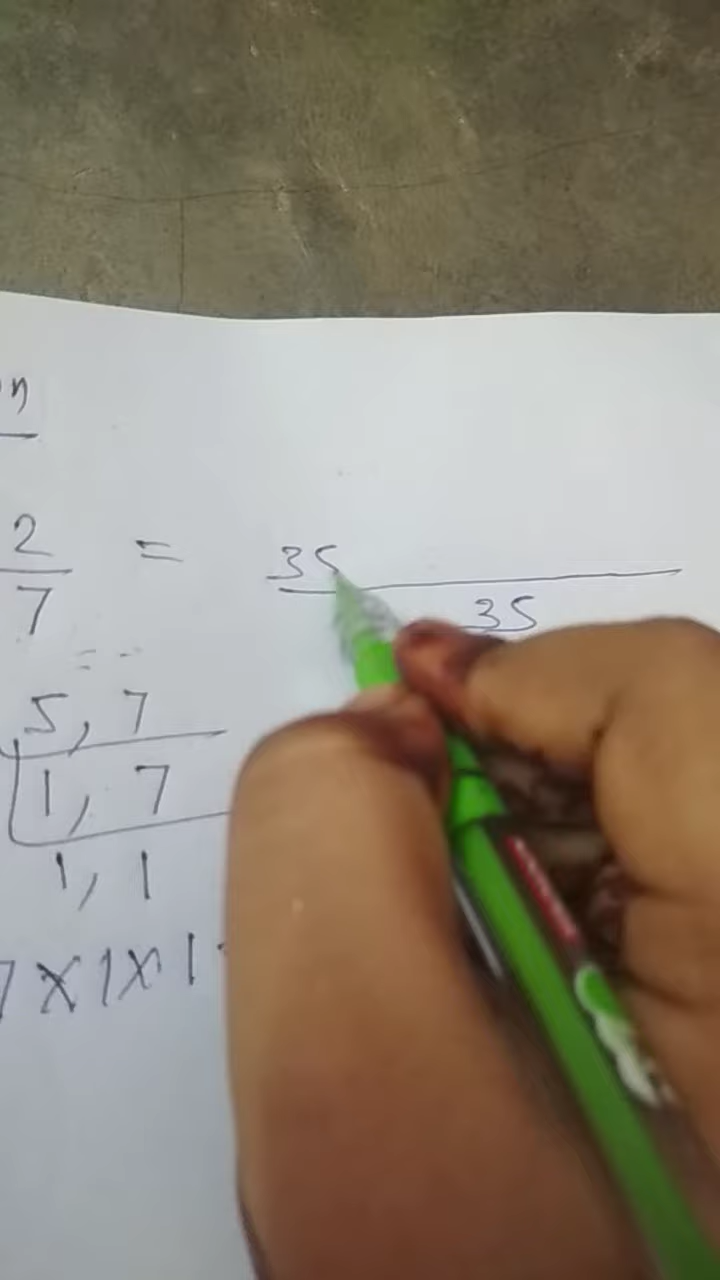 n
2 = 35
7 35
5, 7
1, 7
1, 1
7 X 1 X 1